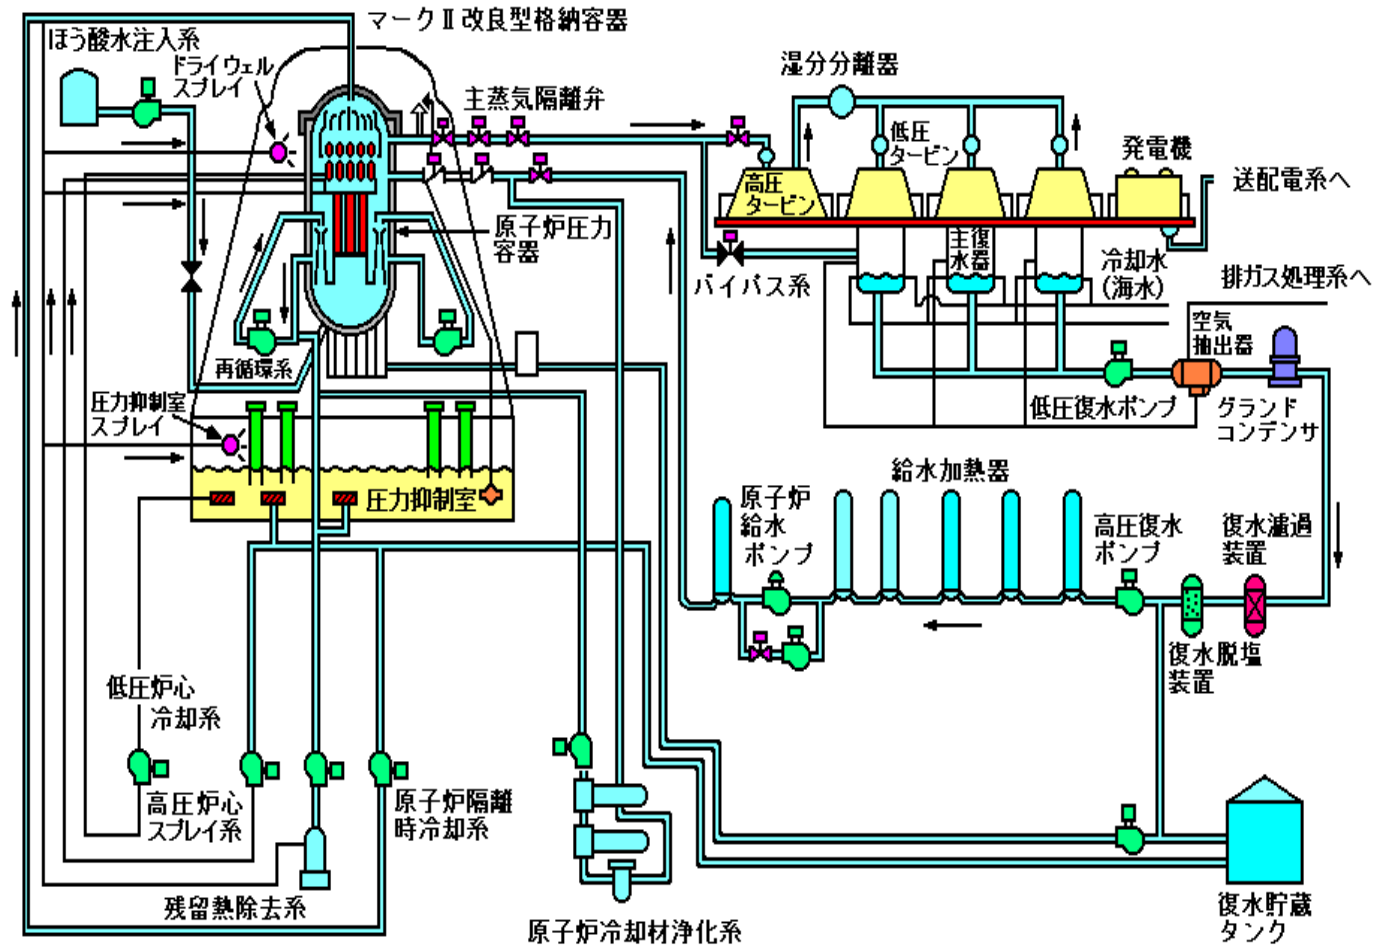 マークⅡ改良型格納容器
ほう酸水注入系
ドライウェル
スプレイ
主蒸気隔離弁
湿分分離器
低圧
タービン
発電機
高圧
タービン
送配電系へ
原子炉圧力
容器
主復
水器
冷却水
(海水)
バイパス系
排ガス処理系へ
空気
抽出器
再循環系
圧力抑制室
スプレイ
低圧復水ポンプ
グランド
コンデンサ
圧力抑制室
給水加熱器
原子炉
給水
ポンプ
高圧復水
ポンプ
復水濾過
装置
復水脱塩
装置
低圧炉心
冷却系
高圧炉心
スプレイ系
原子炉隔離
時冷却系
残留熱除去系
原子炉冷却材浄化系
復水貯蔵
タンク